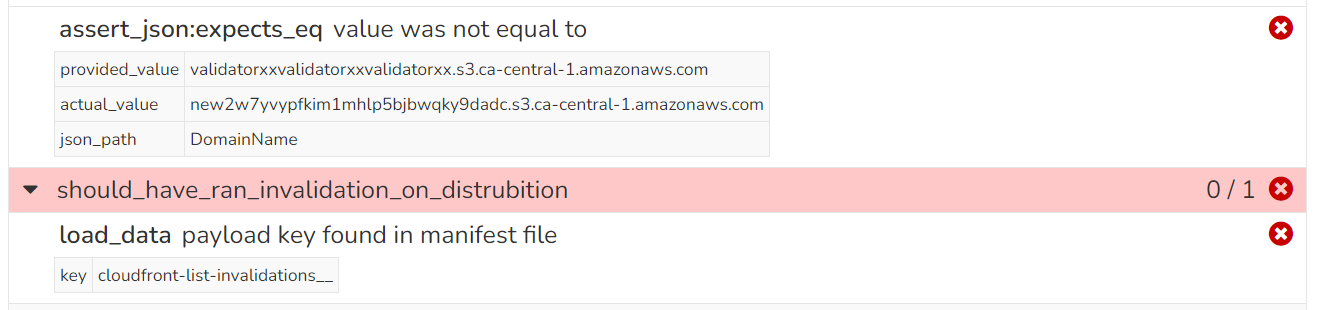 assert_json:expects_eq value was not equal to
provided_value validatorxxvalidatorxxvalidatorxx.s3.ca-central-1.amazonaws.com
actual_value new2w7yvypfkim1mhlp5bjbwqky9dadc.s3.ca-central-1.amazonaws.com
json_path DomainName
should_have_ran_invalidation_on_distrubition 0 / 1
load_data payload key found in manifest file
key cloudfront-list-invalidations__